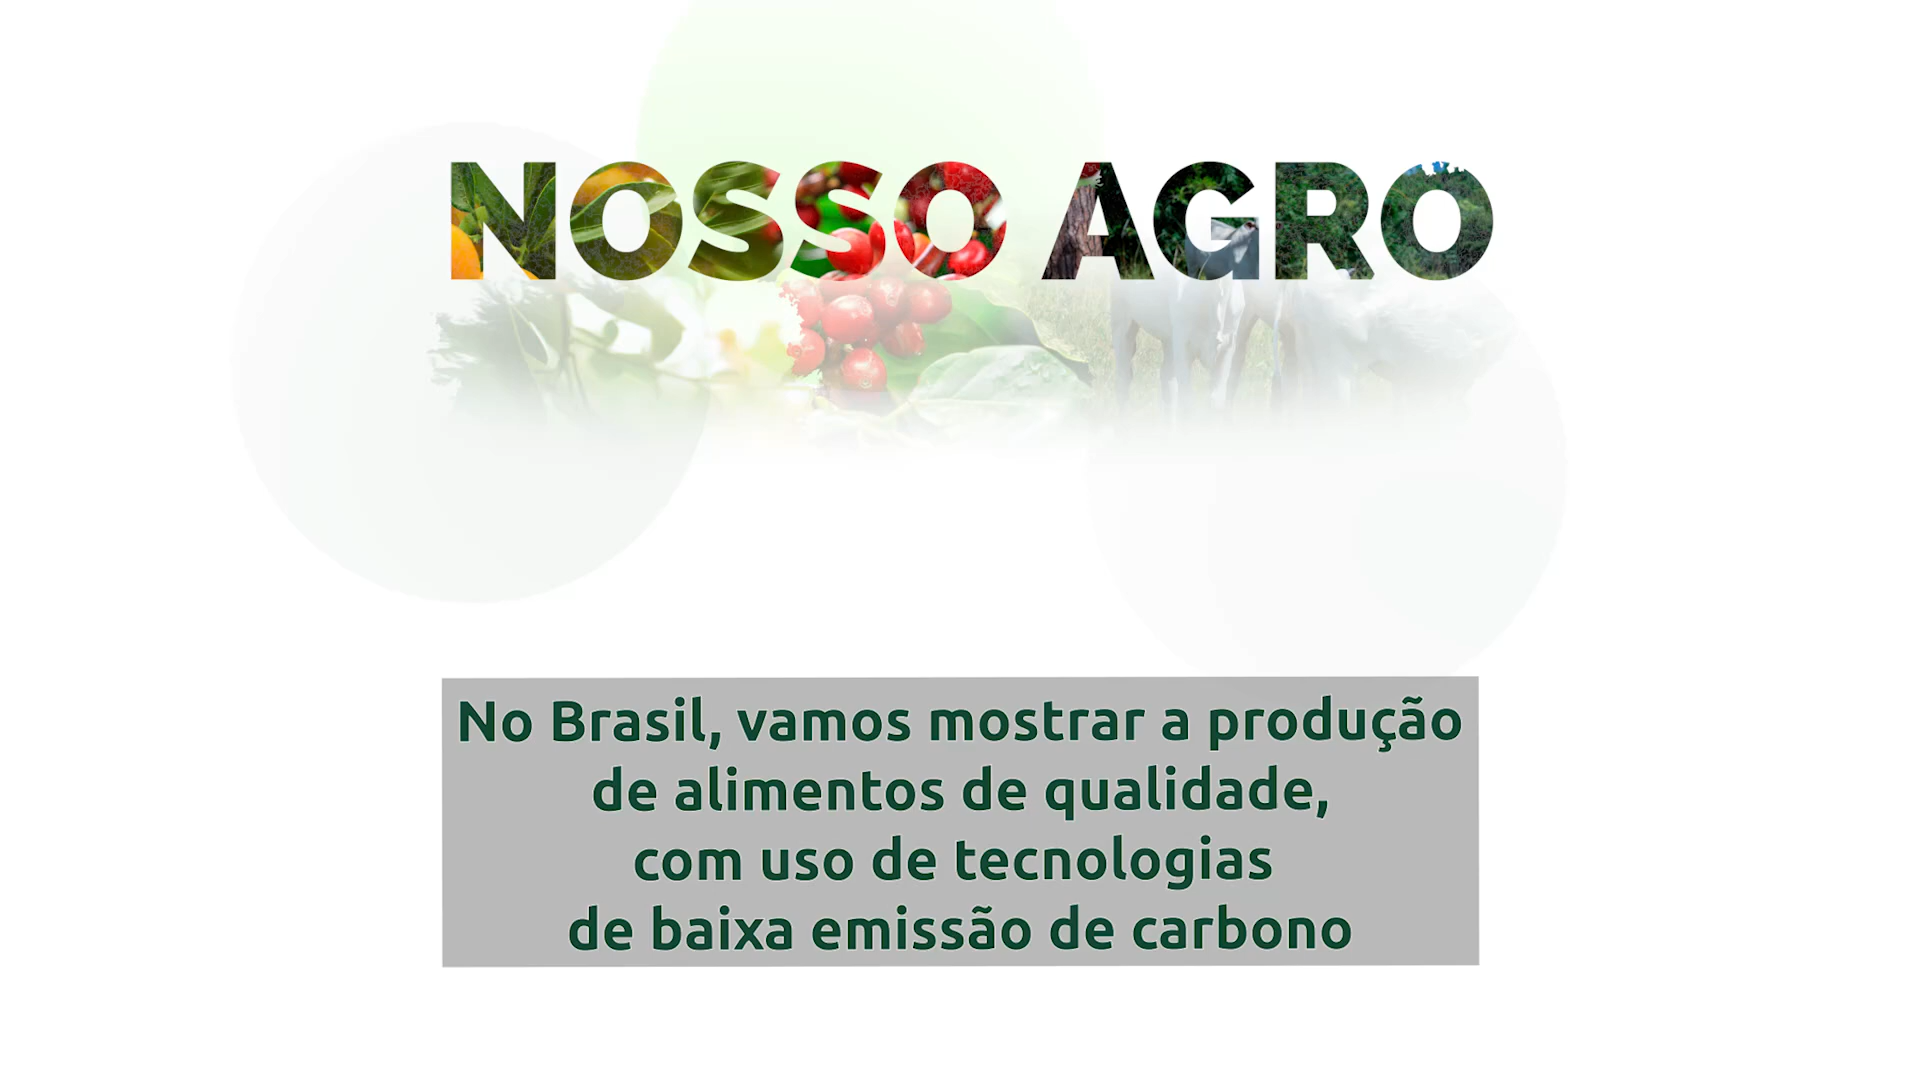 NOSSO AGRO
No Brasil, vamos mostrar a produção
de alimentos de qualidade,
com uso de tecnologias
de baixa emissão de carbono